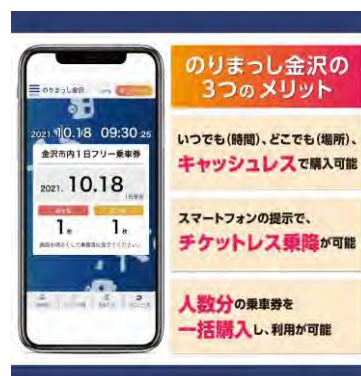 のりまっし金沢
2021.10.18 09:30:25
金沢市内1日フリー乗車券
2021. 10.18
1枚 1枚
のりまっし金沢の
3つのメリット
いつでも(時間)、どこでも(場所)、
キャッシュレスで購入可能
スマートフォンの提示で、
チケットレス乗降が可能
人数分の乗車券を
一括購入し、利用が可能